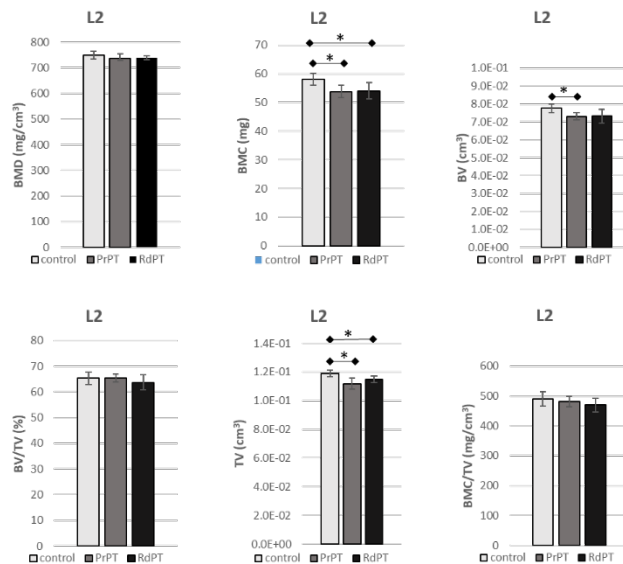 L2
BMD (mg/cm³)
800
700
600
500
400
300
200
100
0
control PrPT RdPT
L2
BMC (mg)
60
50
40
30
20
10
0
*
*
control PrPT RdPT
L2
BV (cm³)
1.0E-01
8.0E-02
8.0E-02
7.0E-02
6.0E-02
5.0E-02
4.0E-02
3.0E-02
2.0E-02
1.0E-02
0.0E+00
*
control PrPT RdPT
L2
BV/TV (%)
80
70
60
50
40
30
20
10
0
control PrPT RdPT
L2
TV (cm³)
1.4E-01
1.2E-01
1.0E-01
8.0E-02
6.0E-02
4.0E-02
2.0E-02
0.0E+00
*
*
control PrPT RdPT
L2
BMC/TV (mg/cm³)
600
500
400
300
200
100
0
control PrPT RdPT